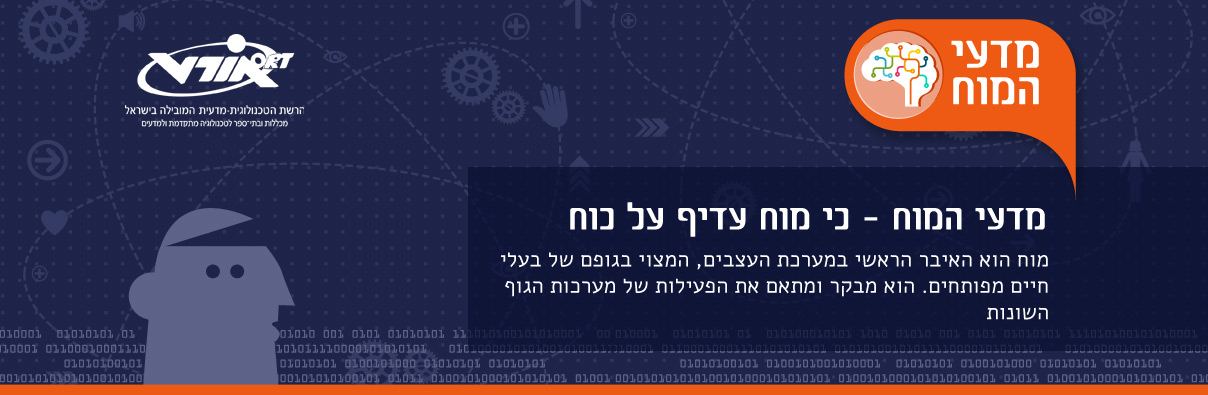 מדעי
המוח
אורט ORT
הרשת הטכנולוגית-מדעית המובילה בישראל
מכללות ובתי־ספר לטכנולוגיה מתקדמת ולמדעים
מדעי המוח - כי מוח עדיף על כוח
מוח הוא האיבר הראשי במערכת העצבים, המצוי בגופם של בעלי
חיים מפותחים. הוא מבקר ומתאם את הפעילות של מערכות הגוף
השונות